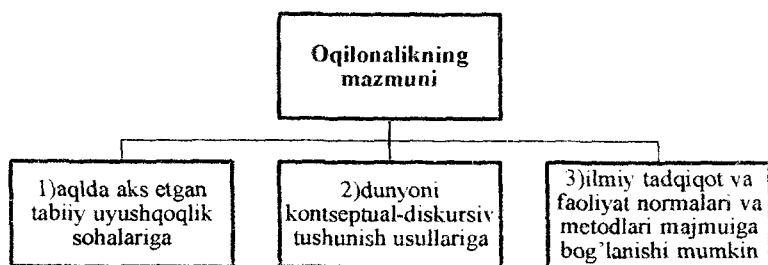 Oqilonalikning
mazmuni
1)aqlda aks etgan
tabiiy uyushqoqlik
sohalariga
2)dunyoni
kontseptual-diskursiv
tushunish usullariga
3)ilmiy tadqiqot va
faoliyat normalari va
metodlari majmuiga
bog'lanishi mumkin